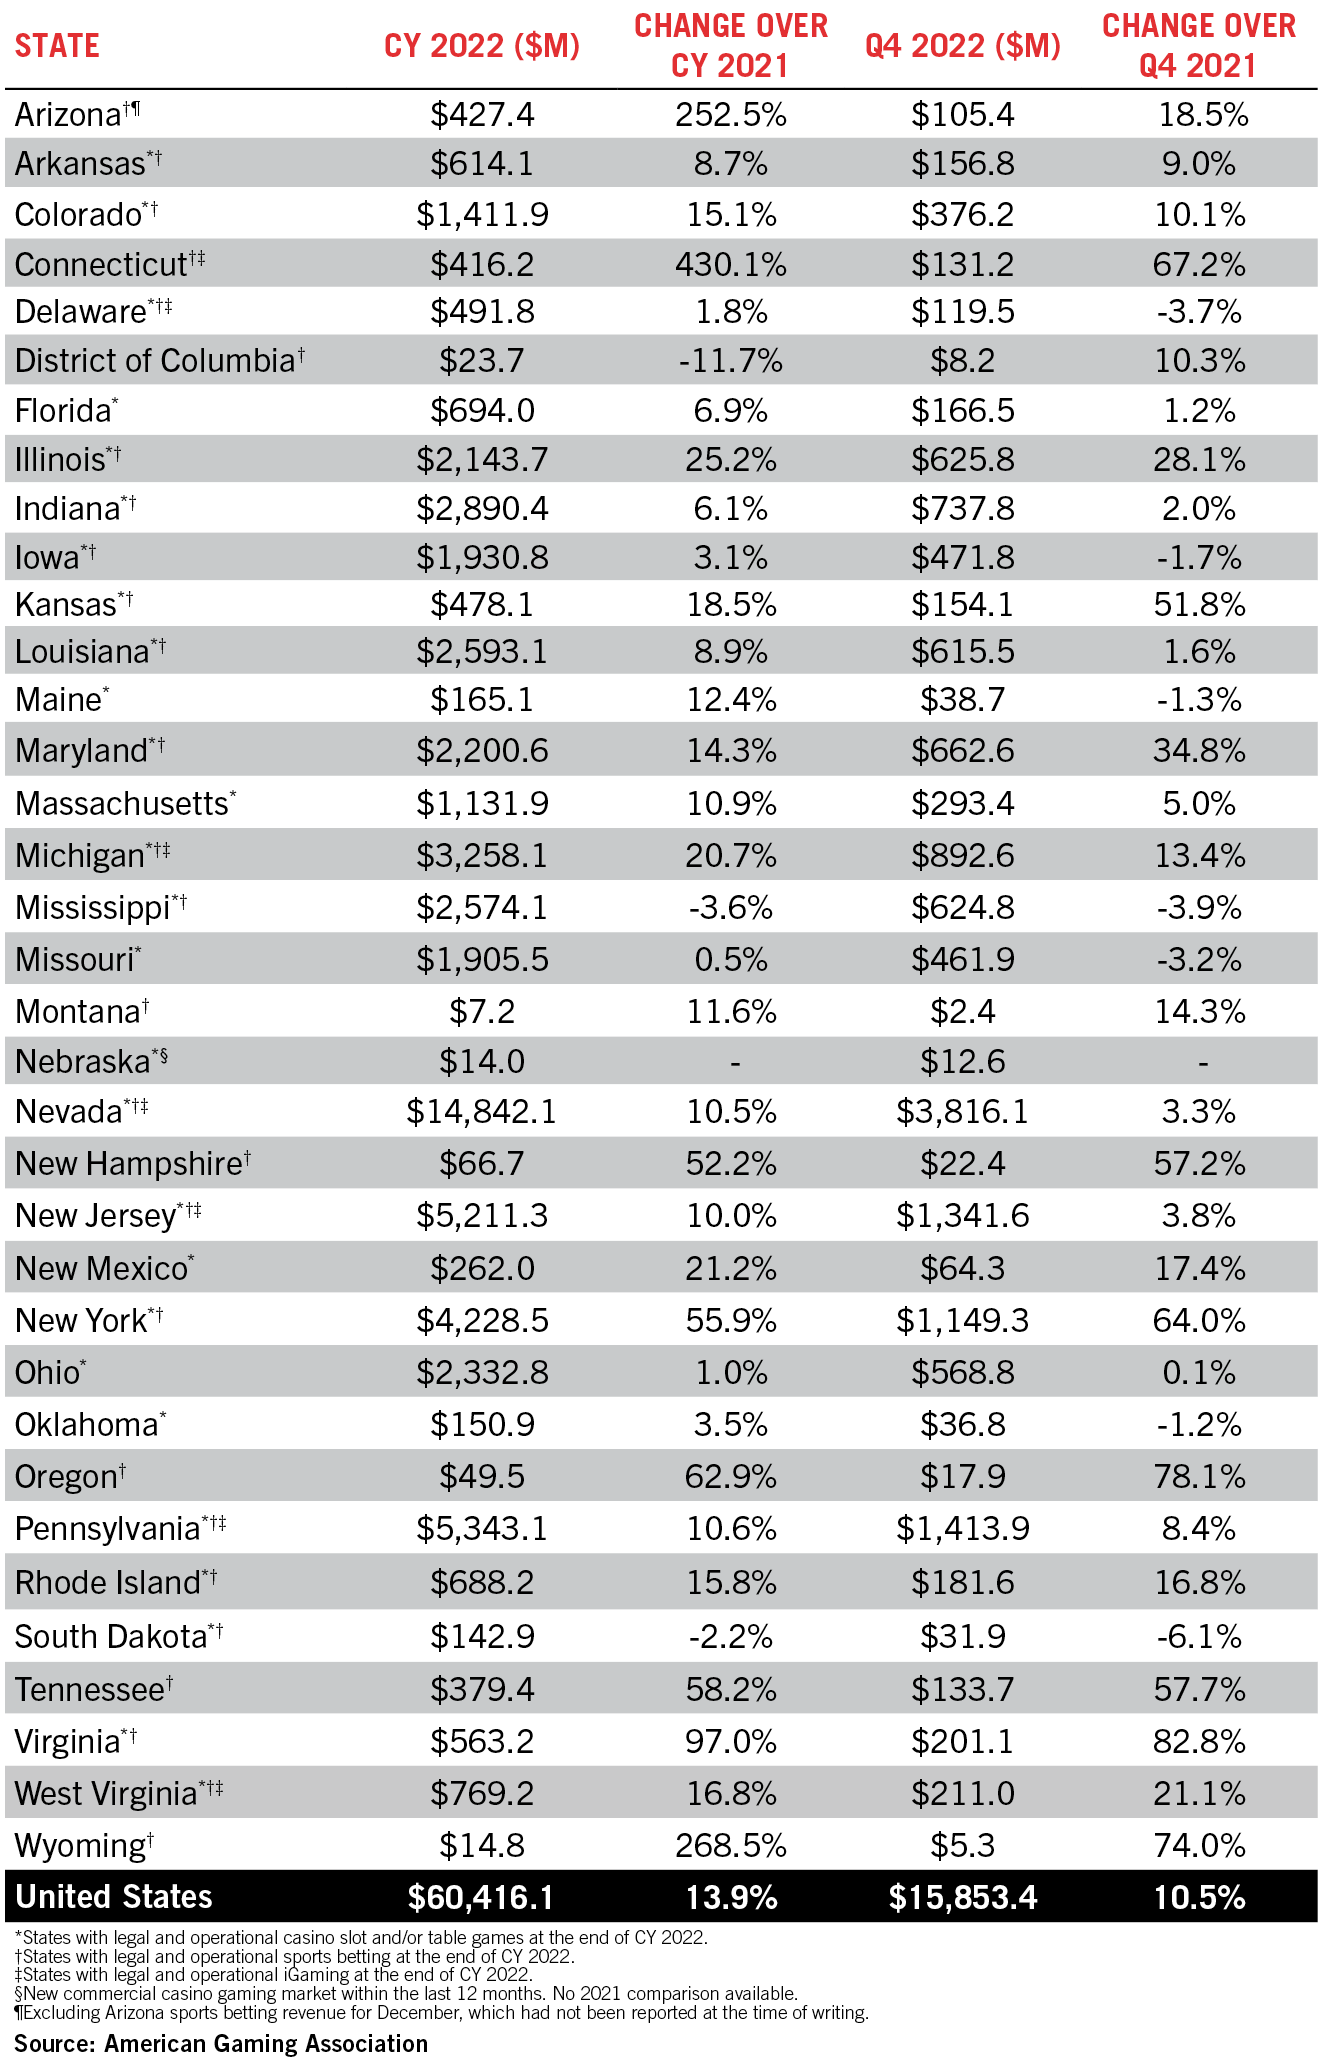 STATE CY 2022 ($M) CHANGE OVER CY 2021 Q4 2022 ($M) CHANGE OVER Q4 2021
Arizona†¶ $427.4 252.5% $105.4 18.5%
Arkansas*† $614.1 8.7% $156.8 9.0%
Colorado*† $1,411.9 15.1% $376.2 10.1%
Connecticut†‡ $416.2 430.1% $131.2 67.2%
Delaware*†‡ $491.8 1.8% $119.5 -3.7%
District of Columbia† $23.7 -11.7% $8.2 10.3%
Florida* $694.0 6.9% $166.5 1.2%
Illinois*† $2,143.7 25.2% $625.8 28.1%
Indiana*† $2,890.4 6.1% $737.8 2.0%
Iowa*† $1,930.8 3.1% $471.8 -1.7%
Kansas*† $478.1 18.5% $154.1 51.8%
Louisiana*† $2,593.1 8.9% $615.5 1.6%
Maine* $165.1 12.4% $38.7 -1.3%
Maryland*† $2,200.6 14.3% $662.6 34.8%
Massachusetts* $1,131.9 10.9% $293.4 5.0%
Michigan*†‡ $3,258.1 20.7% $892.6 13.4%
Mississippi*† $2,574.1 -3.6% $624.8 -3.9%
Missouri* $1,905.5 0.5% $461.9 -3.2%
Montana† $7.2 11.6% $2.4 14.3%
Nebraska*§ $14.0 - $12.6 -
Nevada*†‡ $14,842.1 10.5% $3,816.1 3.3%
New Hampshire† $66.7 52.2% $22.4 57.2%
New Jersey*†‡ $5,211.3 10.0% $1,341.6 3.8%
New Mexico* $262.0 21.2% $64.3 17.4%
New York*† $4,228.5 55.9% $1,149.3 64.0%
Ohio* $2,332.8 1.0% $568.8 0.1%
Oklahoma* $150.9 3.5% $36.8 -1.2%
Oregon† $49.5 62.9% $17.9 78.1%
Pennsylvania*†‡ $5,343.1 10.6% $1,413.9 8.4%
Rhode Island*† $688.2 15.8% $181.6 16.8%
South Dakota*† $142.9 -2.2% $31.9 -6.1%
Tennessee† $379.4 58.2% $133.7 57.7%
Virginia*† $563.2 97.0% $201.1 82.8%
West Virginia*†‡ $769.2 16.8% $211.0 21.1%
Wyoming† $14.8 268.5% $5.3 74.0%
United States $60,416.1 13.9% $15,853.4 10.5%
*States with legal and operational casino slot and/or table games at the end of CY 2022.
†States with legal and operational sports betting at the end of CY 2022.
‡States with legal and operational iGaming at the end of CY 2022.
§New commercial casino gaming market within the last 12 months. No 2021 comparison available.
¶Excluding Arizona sports betting revenue for December, which had not been reported at the time of writing.
Source: American Gaming Association